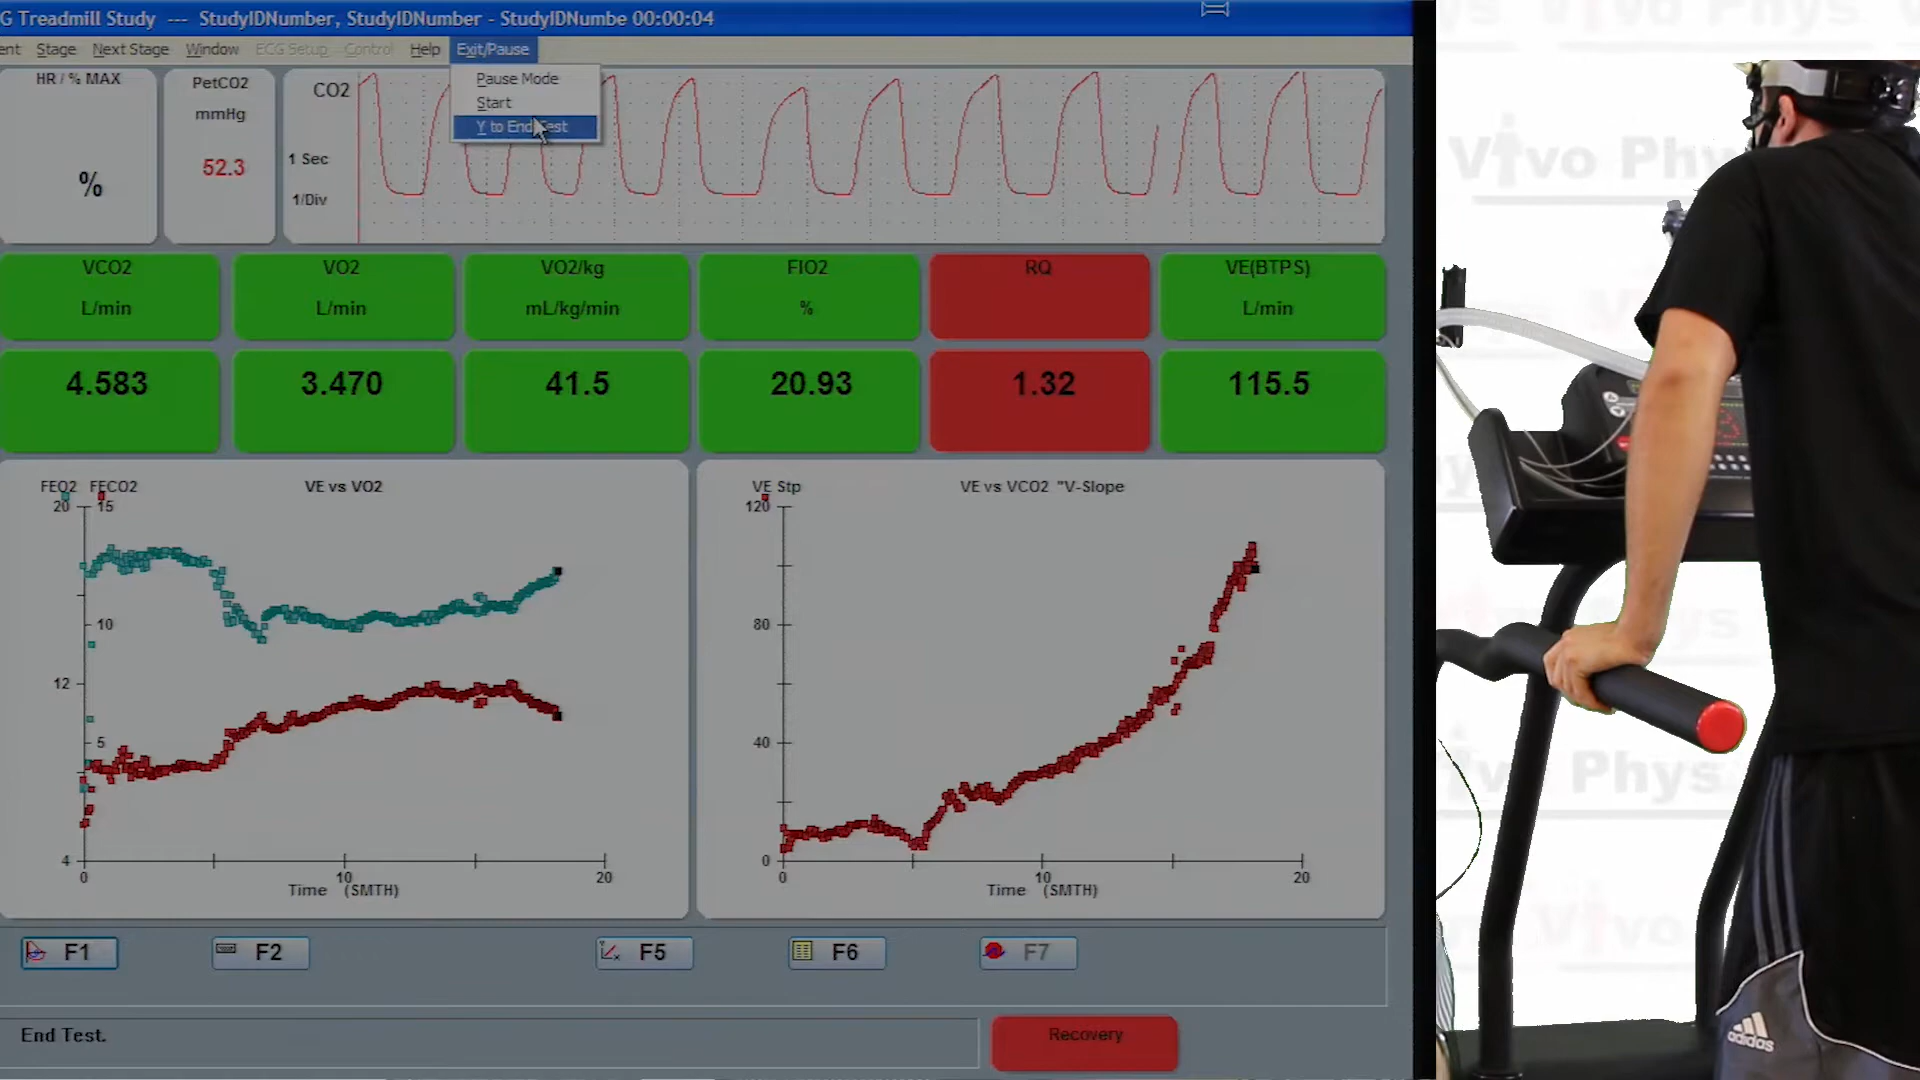 G Treadmill Study --- StudyIDNumber, StudyIDNumber - StudyIDNumbe 00:00:04
ent Stage Next Stage Window ECG Setup Control Help Exit/Pause
Pause Mode
Start
Y to End Test
HR / % MAX
%
PetCO2
mmHg
52.3
CO2
1 Sec
1/Div
VCO2 VO2 VO2/kg FIO2 RQ VE(BTPS)
L/min L/min mL/kg/min % L/min
4.583 3.470 41.5 20.93 1.32 115.5
FEO2 FECO2 VE vs VO2
20 15
10
12
5
4
0 10 20
Time (SMTH)
VE Stp VE vs VCO2 "V-Slope
120
80
40
0
0 10 20
Time (SMTH)
F1 F2 F5 F6 F7
End Test.
Recovery
Vivo Phys
Vivo Phys
adidas